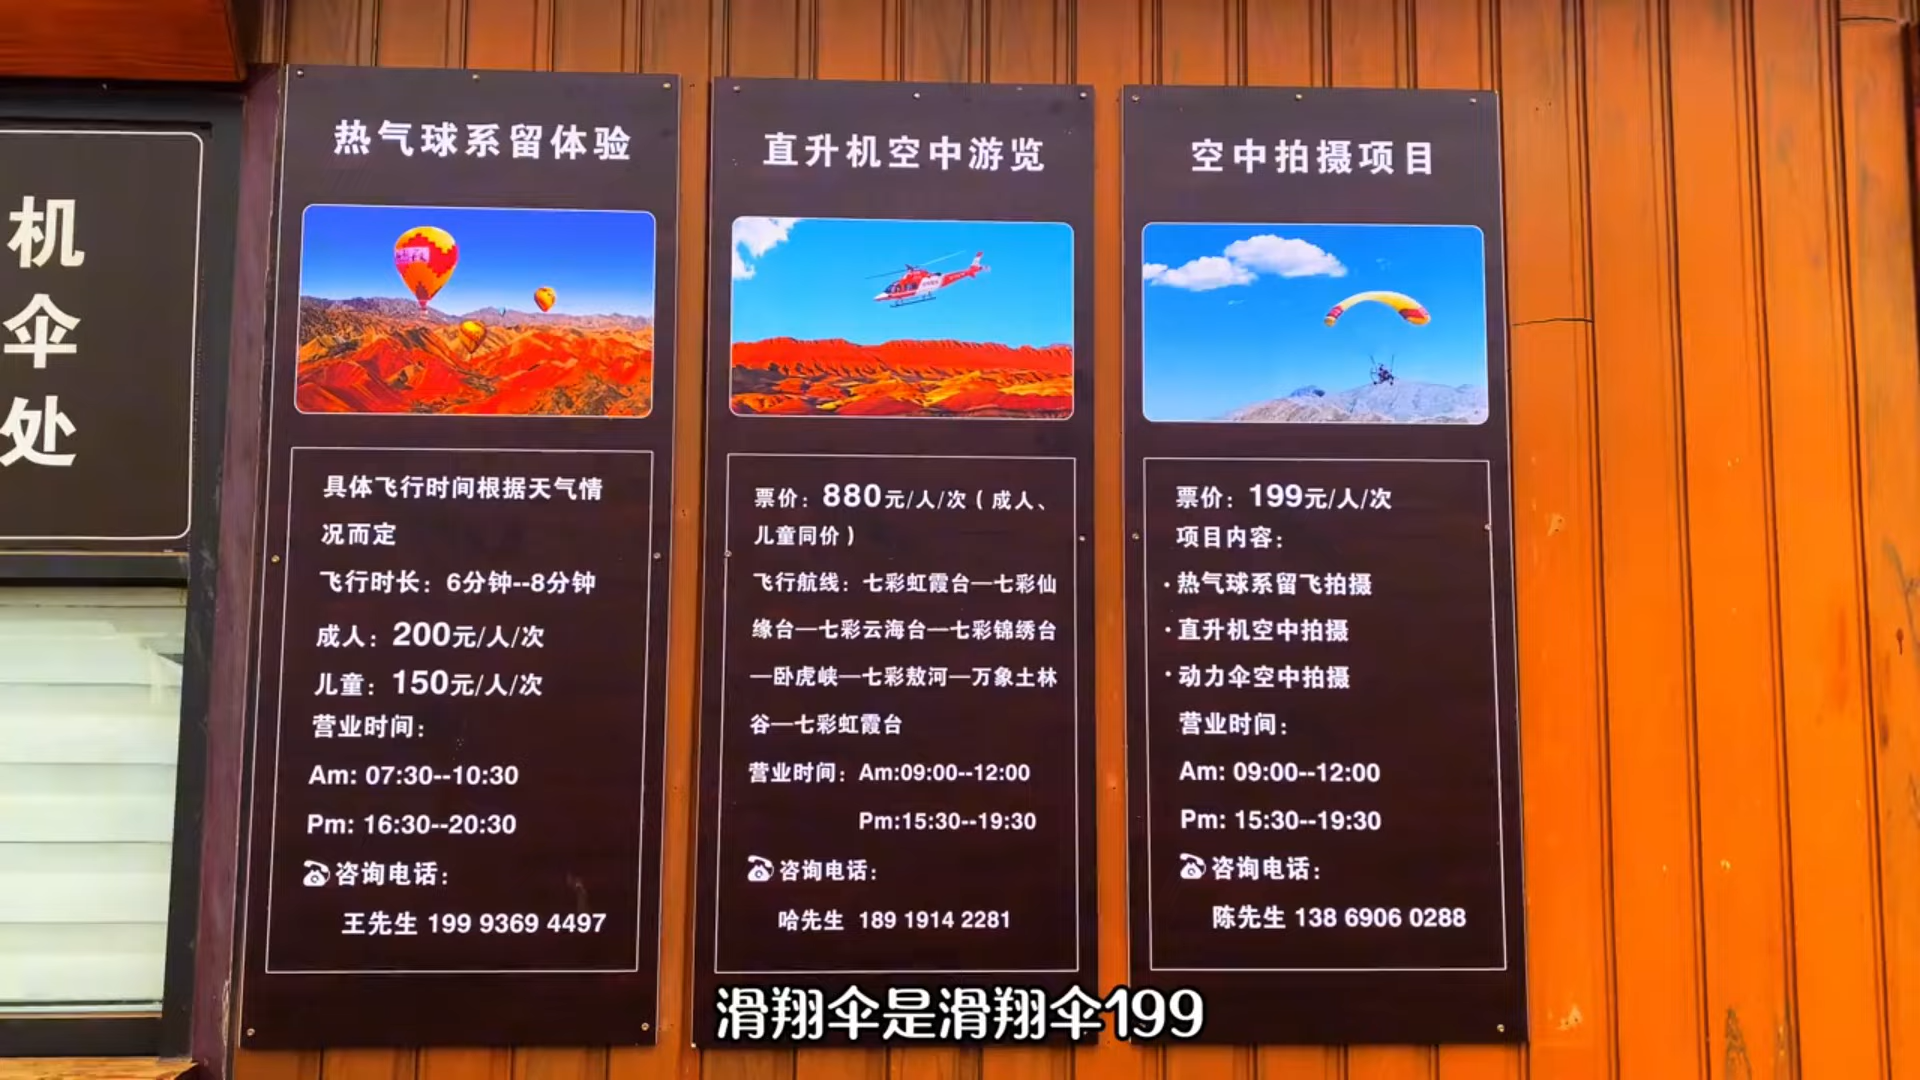 机
伞
处
热气球系留体验
具体飞行时间根据天气情
况而定
飞行时长：6分钟--8分钟
成人：200元/人/次
儿童：150元/人/次
营业时间：
Am: 07:30--10:30
Pm: 16:30--20:30
咨询电话：
王先生 199 9369 4497
直升机空中游览
票价：880元/人/次（成人、
儿童同价）
飞行航线：七彩虹霞台—七彩仙
缘台—七彩云海台—七彩锦绣台
—卧虎峡—七彩敖河—万象土林
谷—七彩虹霞台
营业时间：Am:09:00--12:00
Pm:15:30--19:30
咨询电话：
哈先生 189 1914 2281
空中拍摄项目
票价：199元/人/次
项目内容：
·热气球系留飞拍摄
·直升机空中拍摄
·动力伞空中拍摄
营业时间：
Am: 09:00--12:00
Pm: 15:30--19:30
咨询电话：
陈先生 138 6906 0288
滑翔伞是滑翔伞199